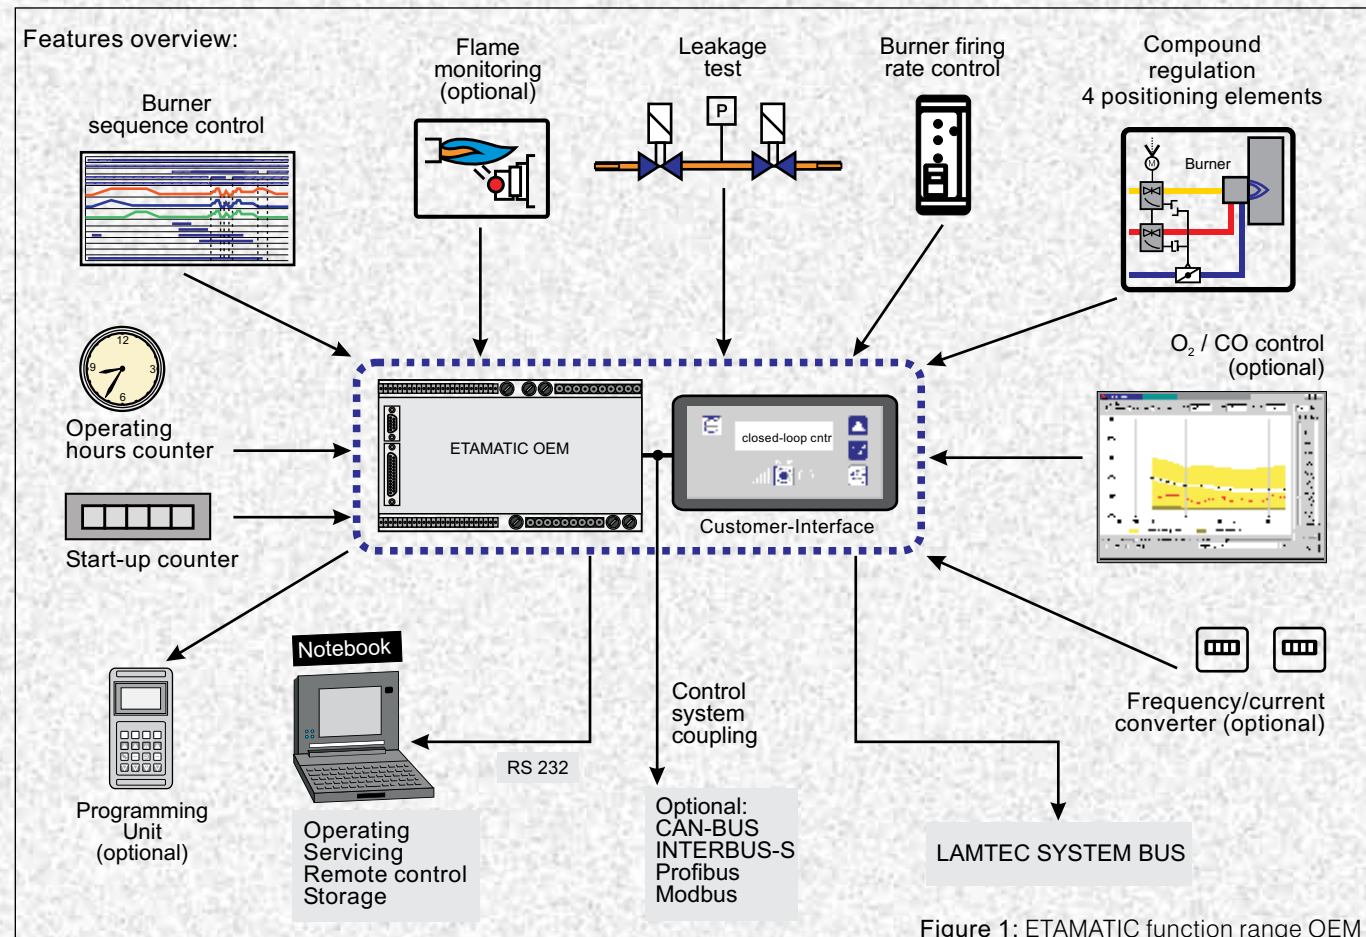 Features overview:
Burner
sequence control
Flame
monitoring
(optional)
Leakage
test
P
Burner firing
rate control
Compound
regulation
4 positioning elements
M
Burner
12
9
3
6
Operating
hours counter
Start-up counter
ETAMATIC OEM
closed-loop cntr
Customer-Interface
O₂ / CO control
(optional)
Frequency/current
converter (optional)
Programming
Unit
(optional)
Notebook
RS 232
Operating
Servicing
Remote control
Storage
Control
system
coupling
Optional:
CAN-BUS
INTERBUS-S
Profibus
Modbus
LAMTEC SYSTEM BUS
Figure 1: ETAMATIC function range OEM